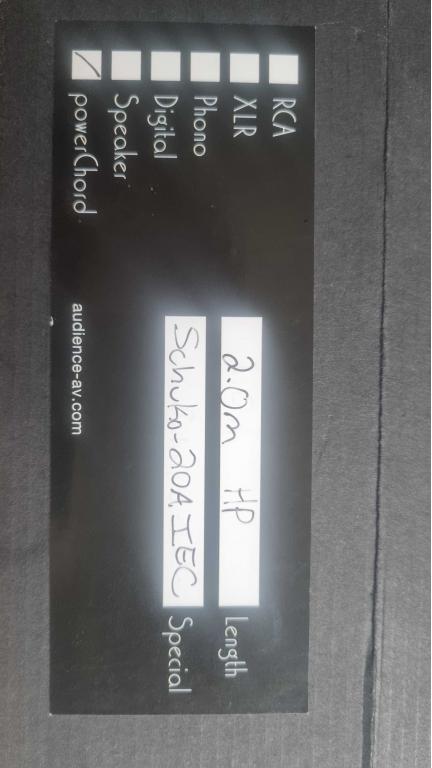 RCA
XLR
Phono
Digital
Speaker
powerChord
2.0m HP Length
Schuko-20A IEC Special
audience-av.com